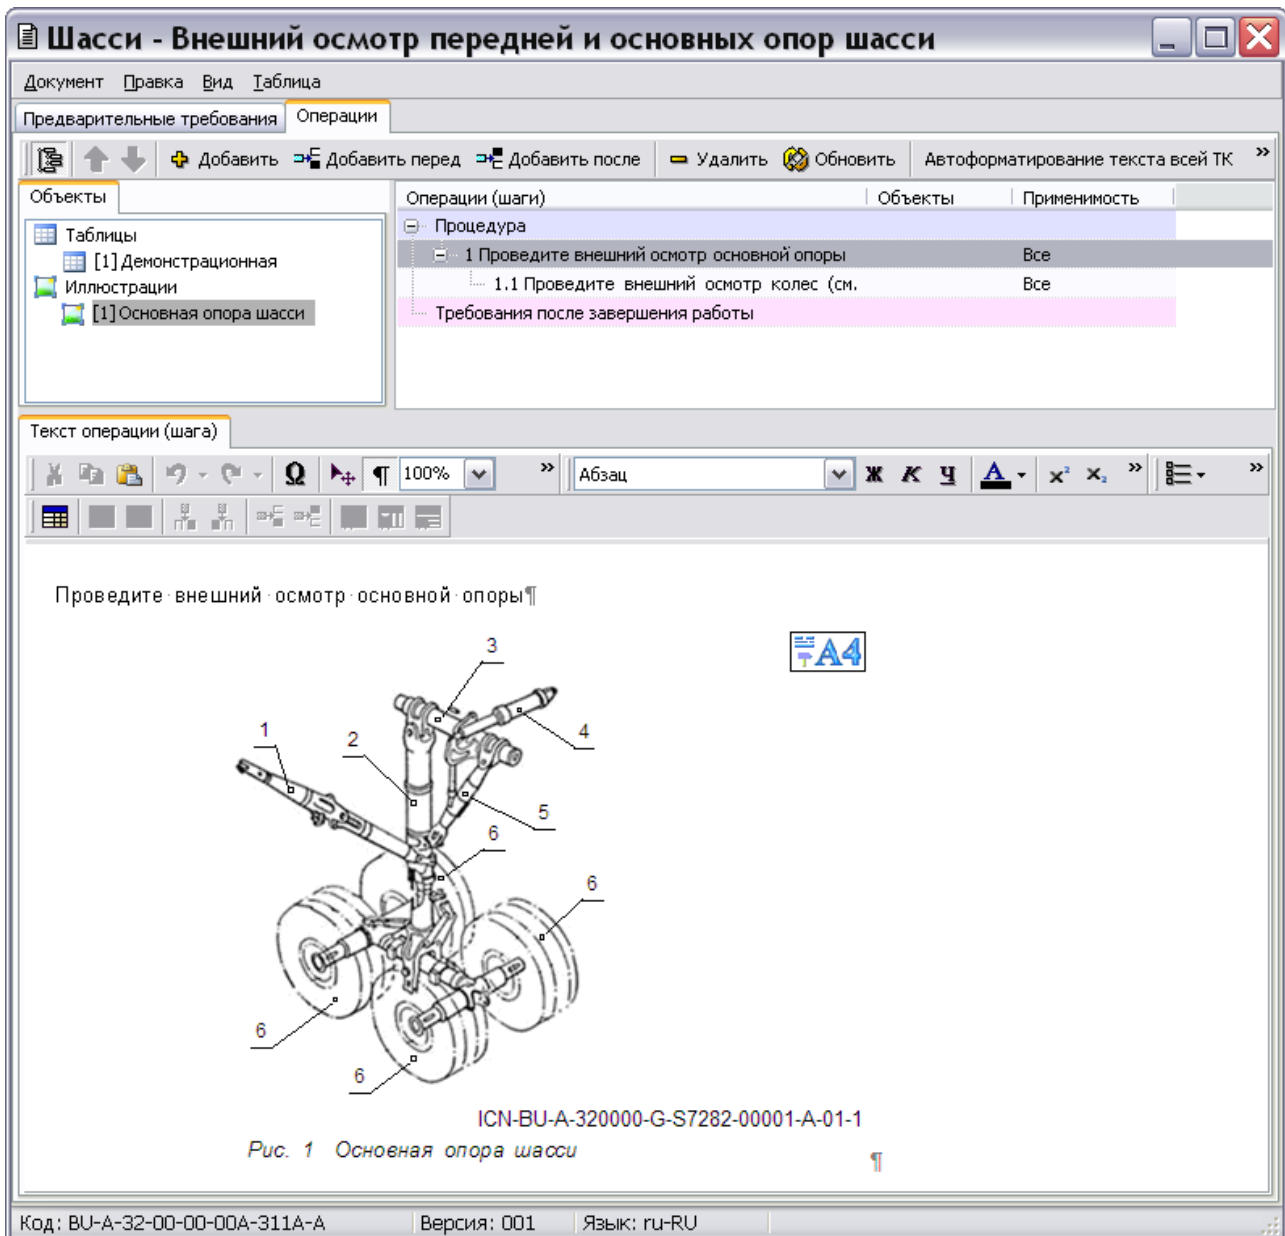 Шасси - Внешний осмотр передней и основных опор шасси
Документ Правка Вид Таблица
Предварительные требования Операции
Добавить Добавить перед Добавить после Удалить Обновить Автоформатирование текста всей ТК »
Объекты
Таблицы
[1] Демонстрационная
Иллюстрации
[1] Основная опора шасси
Операции (шаги) Объекты Применимость
Процедура
1 Проведите внешний осмотр основной опоры Все
1.1 Проведите внешний осмотр колес (см. Все
Требования после завершения работы
Текст операции (шага)
Ω ¶ 100% » Абзац Ж К Ч A x² x₂ » »
Проведите·внешний·осмотр·основной·опоры¶
A4
3
4
1
2
5
6
6
6
6
ICN-BU-A-320000-G-S7282-00001-A-01-1
Рис. 1 Основная опора шасси
¶
Код: BU-A-32-00-00-00A-311A-A Версия: 001 Язык: ru-RU